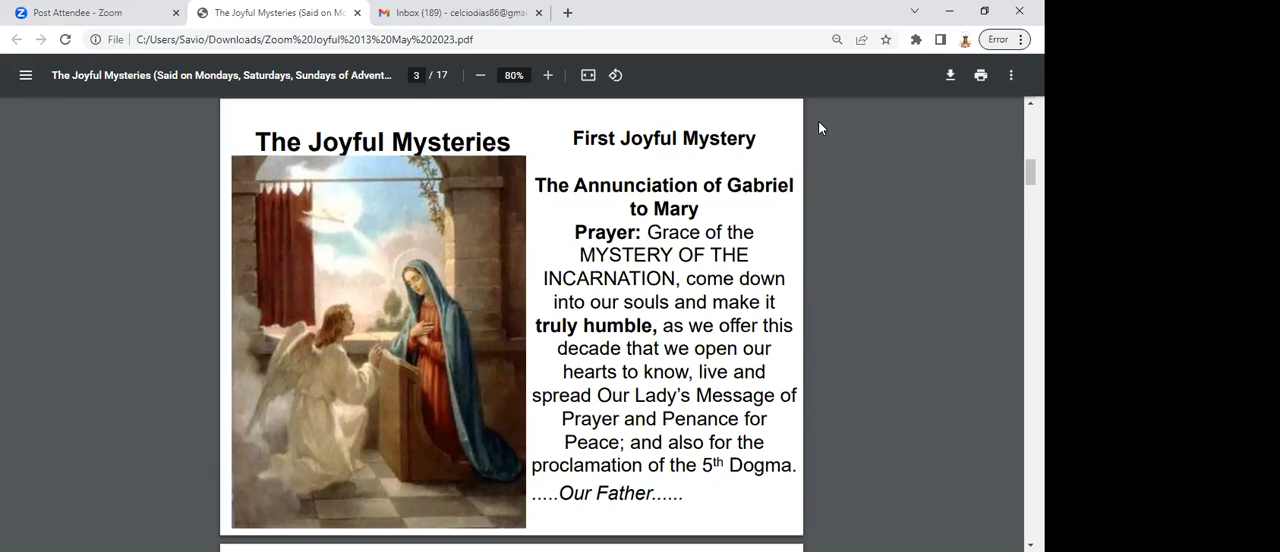 Post Attendee - Zoom
The Joyful Mysteries (Said on Mo
Inbox (189) - celciodias86@gma
File
C:/Users/Savio/Downloads/Zoom%20Joyful%2013%20May%202023.pdf
Error
The Joyful Mysteries (Said on Mondays, Saturdays, Sundays of Advent...
3 / 17
80%
The Joyful Mysteries
First Joyful Mystery
The Annunciation of Gabriel
to Mary
Prayer: Grace of the
MYSTERY OF THE
INCARNATION, come down
into our souls and make it
truly humble, as we offer this
decade that we open our
hearts to know, live and
spread Our Lady's Message of
Prayer and Penance for
Peace; and also for the
proclamation of the 5th Dogma.
.....Our Father......